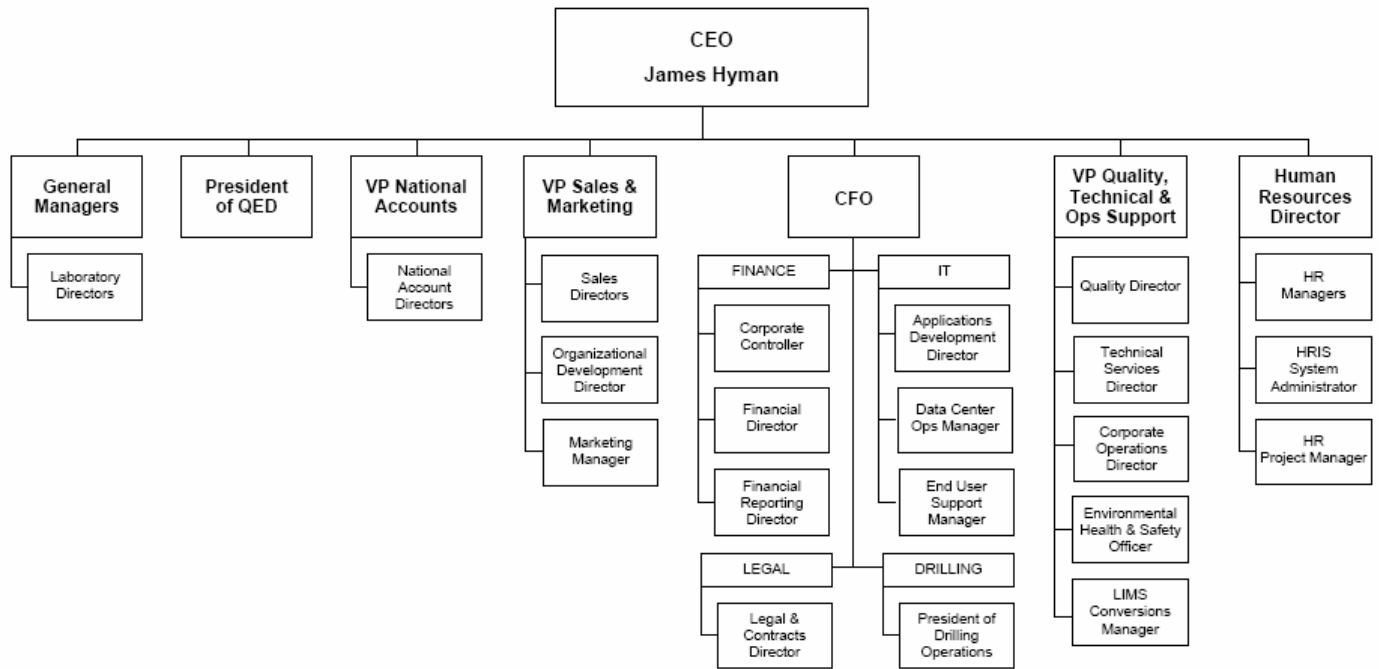 CEO
James Hyman
General
Managers
Laboratory
Directors
President
of QED
VP National
Accounts
National
Account
Directors
VP Sales &
Marketing
Sales
Directors
Organizational
Development
Director
Marketing
Manager
CFO
FINANCE
Corporate
Controller
Financial
Director
Financial
Reporting
Director
IT
Applications
Development
Director
Data Center
Ops Manager
End User
Support
Manager
LEGAL
Legal &
Contracts
Director
DRILLING
President of
Drilling
Operations
VP Quality,
Technical &
Ops Support
Quality Director
Technical
Services
Director
Corporate
Operations
Director
Environmental
Health & Safety
Officer
LIMS
Conversions
Manager
Human
Resources
Director
HR
Managers
HRIS
System
Administrator
HR
Project Manager